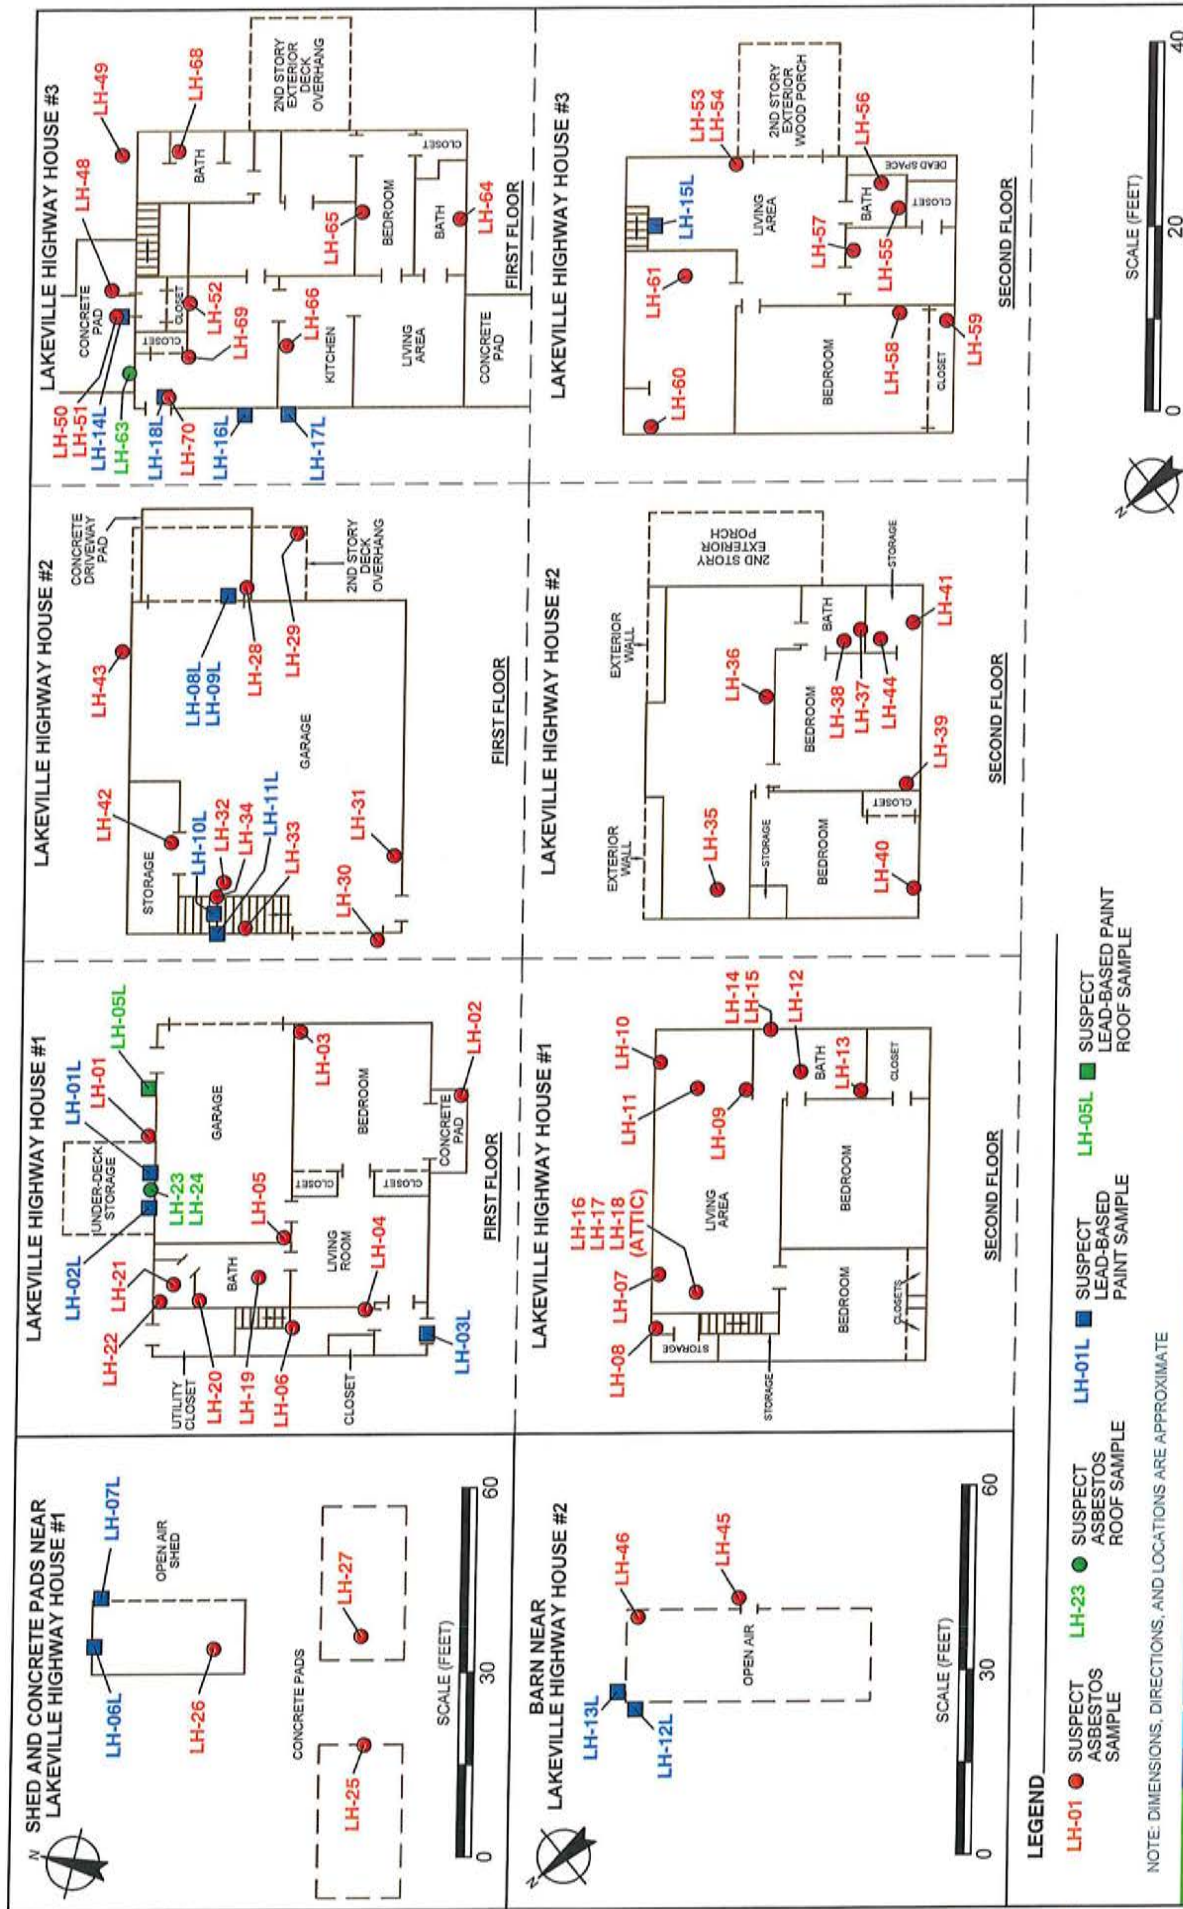 SHED AND CONCRETE PADS NEAR
LAKEVILLE HIGHWAY HOUSE #1
N
LH-06L
LH-07L
OPEN AIR
SHED
LH-26
CONCRETE PADS
LH-25
LH-27
SCALE (FEET)
0
30
60
LAKEVILLE HIGHWAY HOUSE #1
UNDER-DECK
STORAGE
LH-02L
LH-01L
LH-01
LH-05L
LH-21
LH-22
LH-23
LH-24
GARAGE
UTILITY
CLOSET
LH-20
BATH
LH-19
LH-05
LH-03
LH-06
CLOSET
LIVING
ROOM
CLOSET
CLOSET
BEDROOM
LH-04
LH-03L
CONCRETE
PAD
LH-02
FIRST FLOOR
LAKEVILLE HIGHWAY HOUSE #2
CONCRETE
DRIVEWAY
PAD
LH-42
LH-43
STORAGE
LH-10L
LH-32
LH-34
LH-11L
LH-33
LH-08L
LH-09L
LH-28
LH-29
GARAGE
LH-30
LH-31
2ND STORY
DECK
OVERHANG
FIRST FLOOR
LAKEVILLE HIGHWAY HOUSE #3
LH-50
LH-51
LH-14L
LH-63
CONCRETE
PAD
LH-48
LH-49
LH-68
BATH
CLOSET
CLOSET
LH-52
LH-69
LH-18L
LH-70
LH-16L
LH-66
LH-17L
KITCHEN
2ND STORY
EXTERIOR
DECK
OVERHANG
LH-65
BEDROOM
CLOSET
LIVING
AREA
BATH
LH-64
CONCRETE
PAD
FIRST FLOOR
BARN NEAR
LAKEVILLE HIGHWAY HOUSE #2
N
LH-13L
LH-12L
LH-46
LH-45
OPEN AIR
SCALE (FEET)
0
30
60
LAKEVILLE HIGHWAY HOUSE #1
LH-16
LH-17
LH-18
(ATTIC)
LH-07
LH-08
LH-11
LH-10
LH-09
LH-14
LH-15
LH-12
STORAGE
STORAGE
LIVING
AREA
BATH
LH-13
CLOSET
BEDROOM
BEDROOM
CLOSETS
SECOND FLOOR
LAKEVILLE HIGHWAY HOUSE #2
EXTERIOR
WALL
EXTERIOR
WALL
2ND STORY
EXTERIOR
PORCH
LH-35
LH-36
STORAGE
BEDROOM
BATH
LH-38
LH-37
LH-44
STORAGE
BEDROOM
CLOSET
LH-40
LH-39
LH-41
SECOND FLOOR
LAKEVILLE HIGHWAY HOUSE #3
LH-60
LH-61
LH-15L
LH-53
LH-54
2ND STORY
EXTERIOR
WOOD PORCH
LIVING
AREA
BEDROOM
LH-57
BATH
LH-56
LH-55
DEAD SPACE
CLOSET
LH-58
CLOSET
LH-59
SECOND FLOOR
N
SCALE (FEET)
0
20
40
LEGEND
LH-01 SUSPECT
ASBESTOS
SAMPLE
LH-23 SUSPECT
ASBESTOS
ROOF SAMPLE
LH-01L SUSPECT
LEAD-BASED
PAINT SAMPLE
LH-05L SUSPECT
LEAD-BASED PAINT
ROOF SAMPLE
NOTE: DIMENSIONS, DIRECTIONS, AND LOCATIONS ARE APPROXIMATE